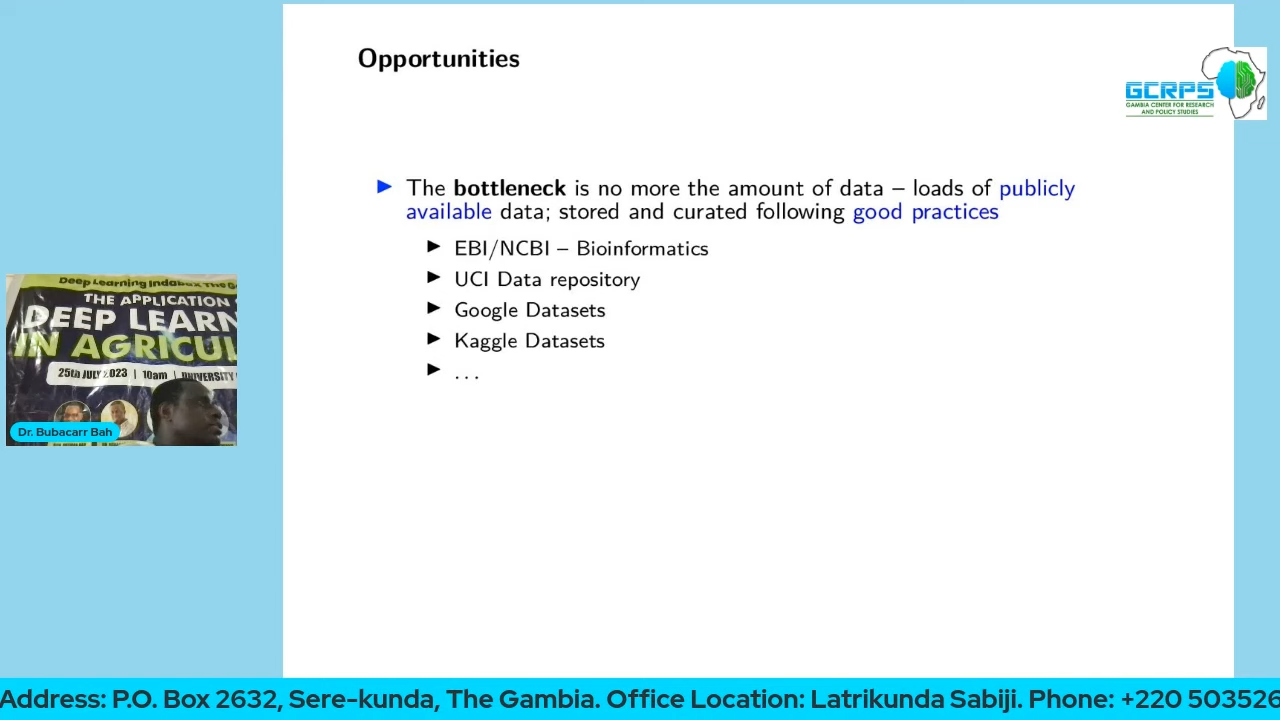 Opportunities
GCRPS
GAMBIA CENTER FOR RESEARCH
AND POLICY STUDIES
▶ The bottleneck is no more the amount of data – loads of publicly
available data; stored and curated following good practices
▶ EBI/NCBI – Bioinformatics
▶ UCI Data repository
▶ Google Datasets
▶ Kaggle Datasets
▶ ...
Deep Learning Indaba
THE APPLICATION
DEEP LEARN
IN AGRICUL
25th JULY 2023 | 10am | UNIVERSITY
Dr. Bubacarr Bah
Address: P.O. Box 2632, Sere-kunda, The Gambia. Office Location: Latrikunda Sabiji. Phone: +220 503526